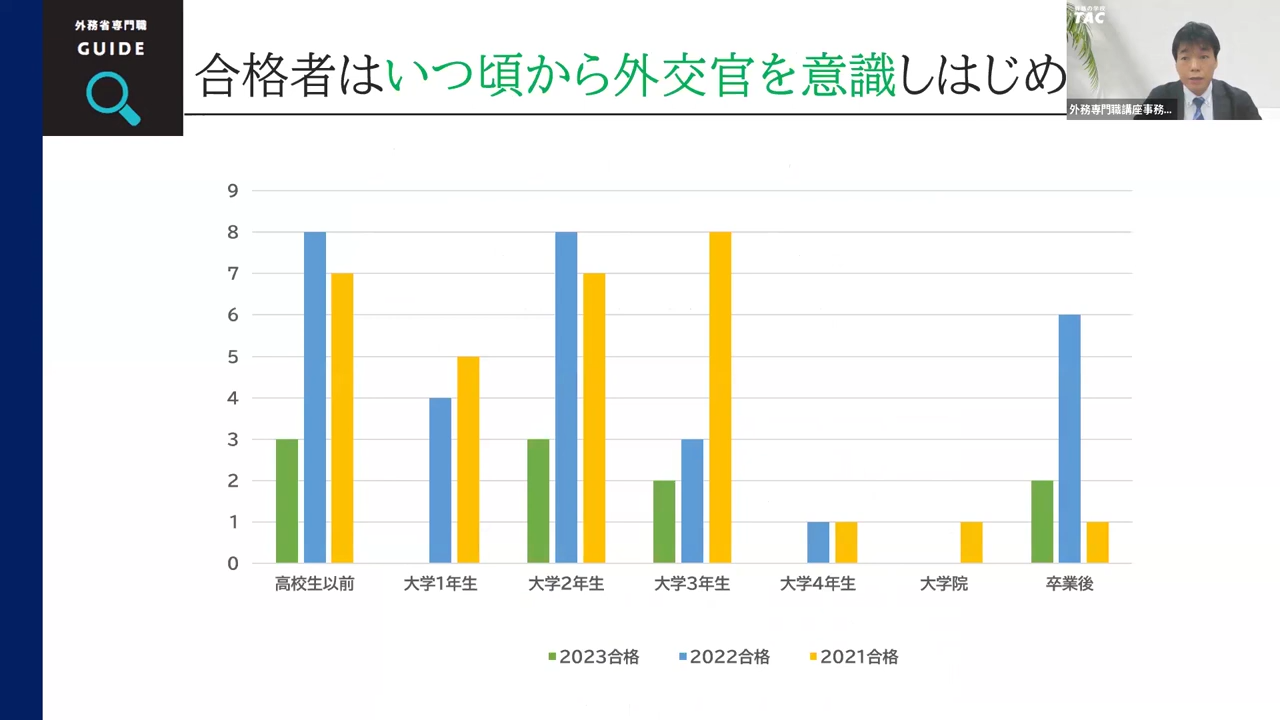 外務省専門職
GUIDE
合格者はいつ頃から外交官を意識しはじめ
TAC
外務専門職講座事務...
9
8
7
6
5
4
3
2
1
0
高校生以前 大学1年生 大学2年生 大学3年生 大学4年生 大学院 卒業後
2023合格 2022合格 2021合格